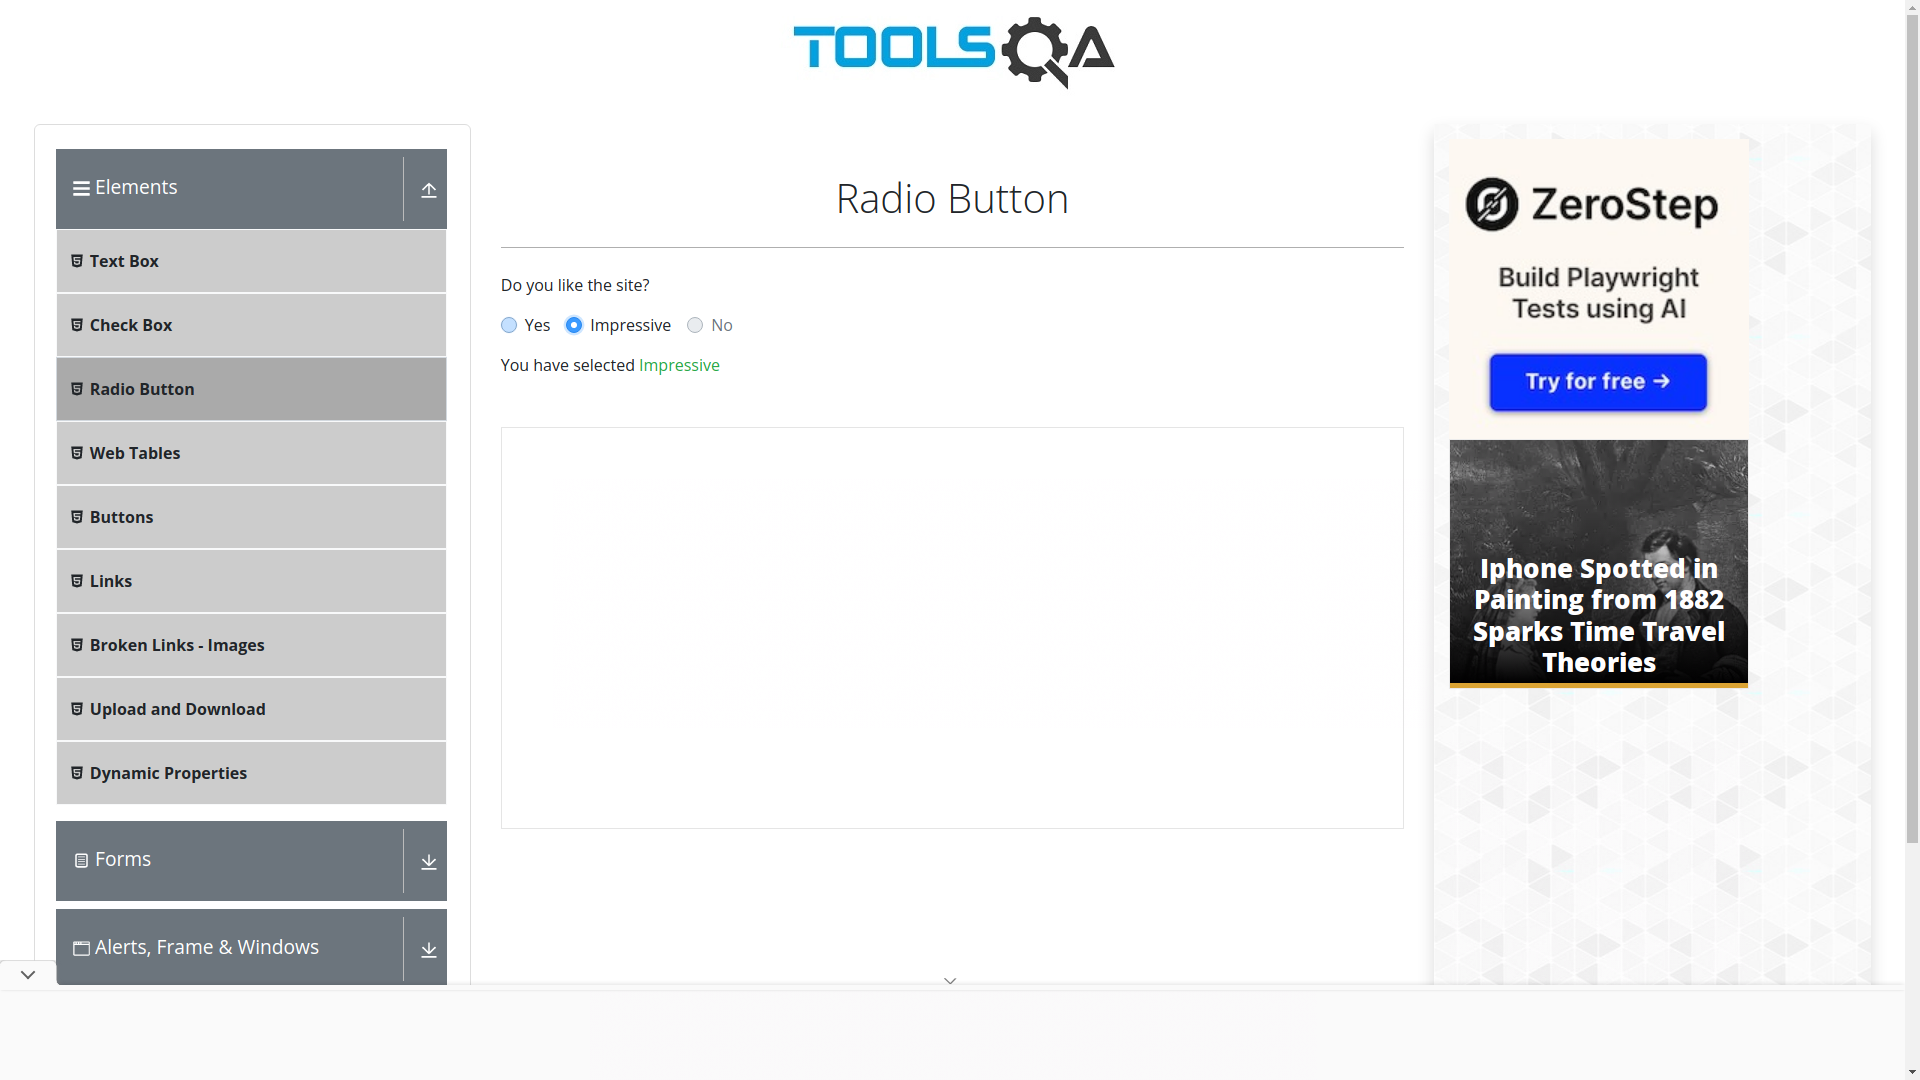 TOOLSQA
Elements
Text Box
Check Box
Radio Button
Web Tables
Buttons
Links
Broken Links - Images
Upload and Download
Dynamic Properties
Forms
Alerts, Frame & Windows
Radio Button
Do you like the site?
Yes Impressive No
You have selected Impressive
ZeroStep
Build Playwright
Tests using AI
Try for free →
Iphone Spotted in
Painting from 1882
Sparks Time Travel
Theories